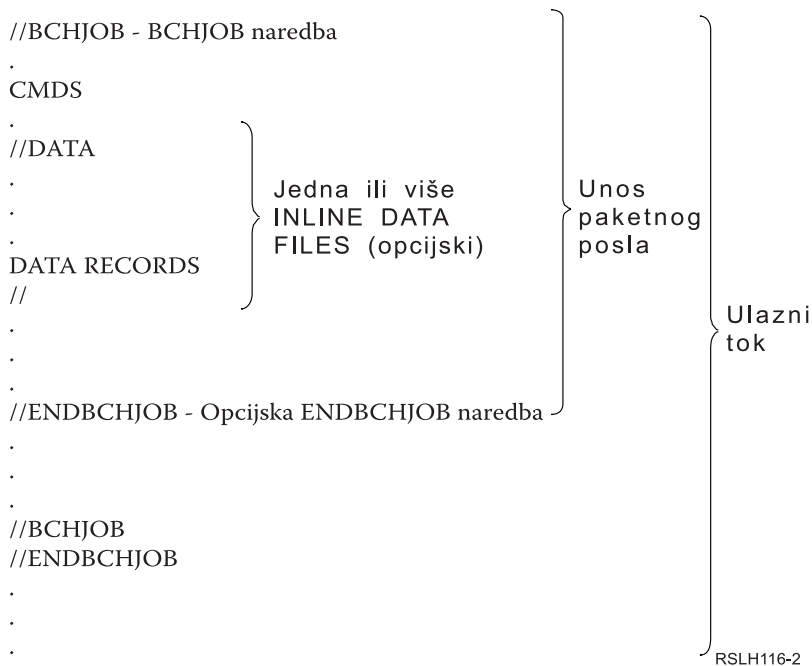 //BCHJOB - BCHJOB naredba
.
CMDS
.
//DATA
.
.
.
DATA RECORDS
//
.
.
.
//ENDBCHJOB - Opcijska ENDBCHJOB naredba
.
.
.
//BCHJOB
//ENDBCHJOB
.
.
.
Jedna ili više
INLINE DATA
FILES (opcijski)
Unos
paketnog
posla
Ulazni
tok
RSLH116-2